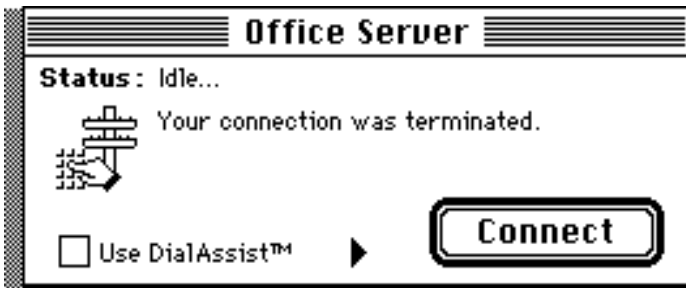 Office Server
Status: Idle...
Your connection was terminated.
Use DialAssist™
Connect